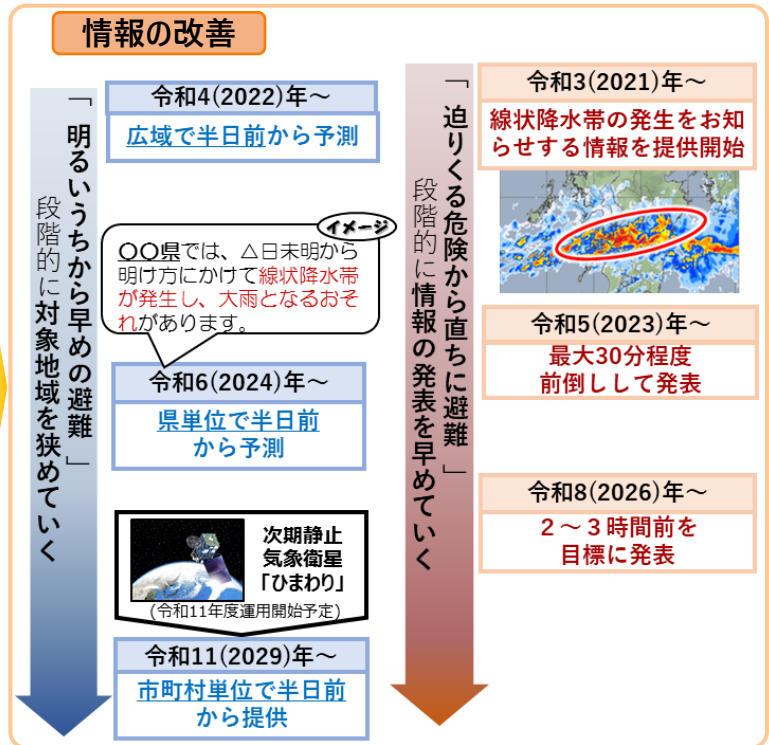 情報の改善
「明るいうちから早めの避難」
段階的に対象地域を狭めていく
令和4(2022)年～
広域で半日前から予測
イメージ
〇〇県では、△日未明から
明け方にかけて線状降水帯
が発生し、大雨となるおそ
れがあります。
令和6(2024)年～
県単位で半日前
から予測
次期静止
気象衛星
「ひまわり」
(令和11年度運用開始予定)
令和11(2029)年～
市町村単位で半日前
から提供
「迫りくる危険から直ちに避難」
段階的に情報の発表を早めていく
令和3(2021)年～
線状降水帯の発生をお知
らせする情報を提供開始
令和5(2023)年～
最大30分程度
前倒しして発表
令和8(2026)年～
２～３時間前を
目標に発表